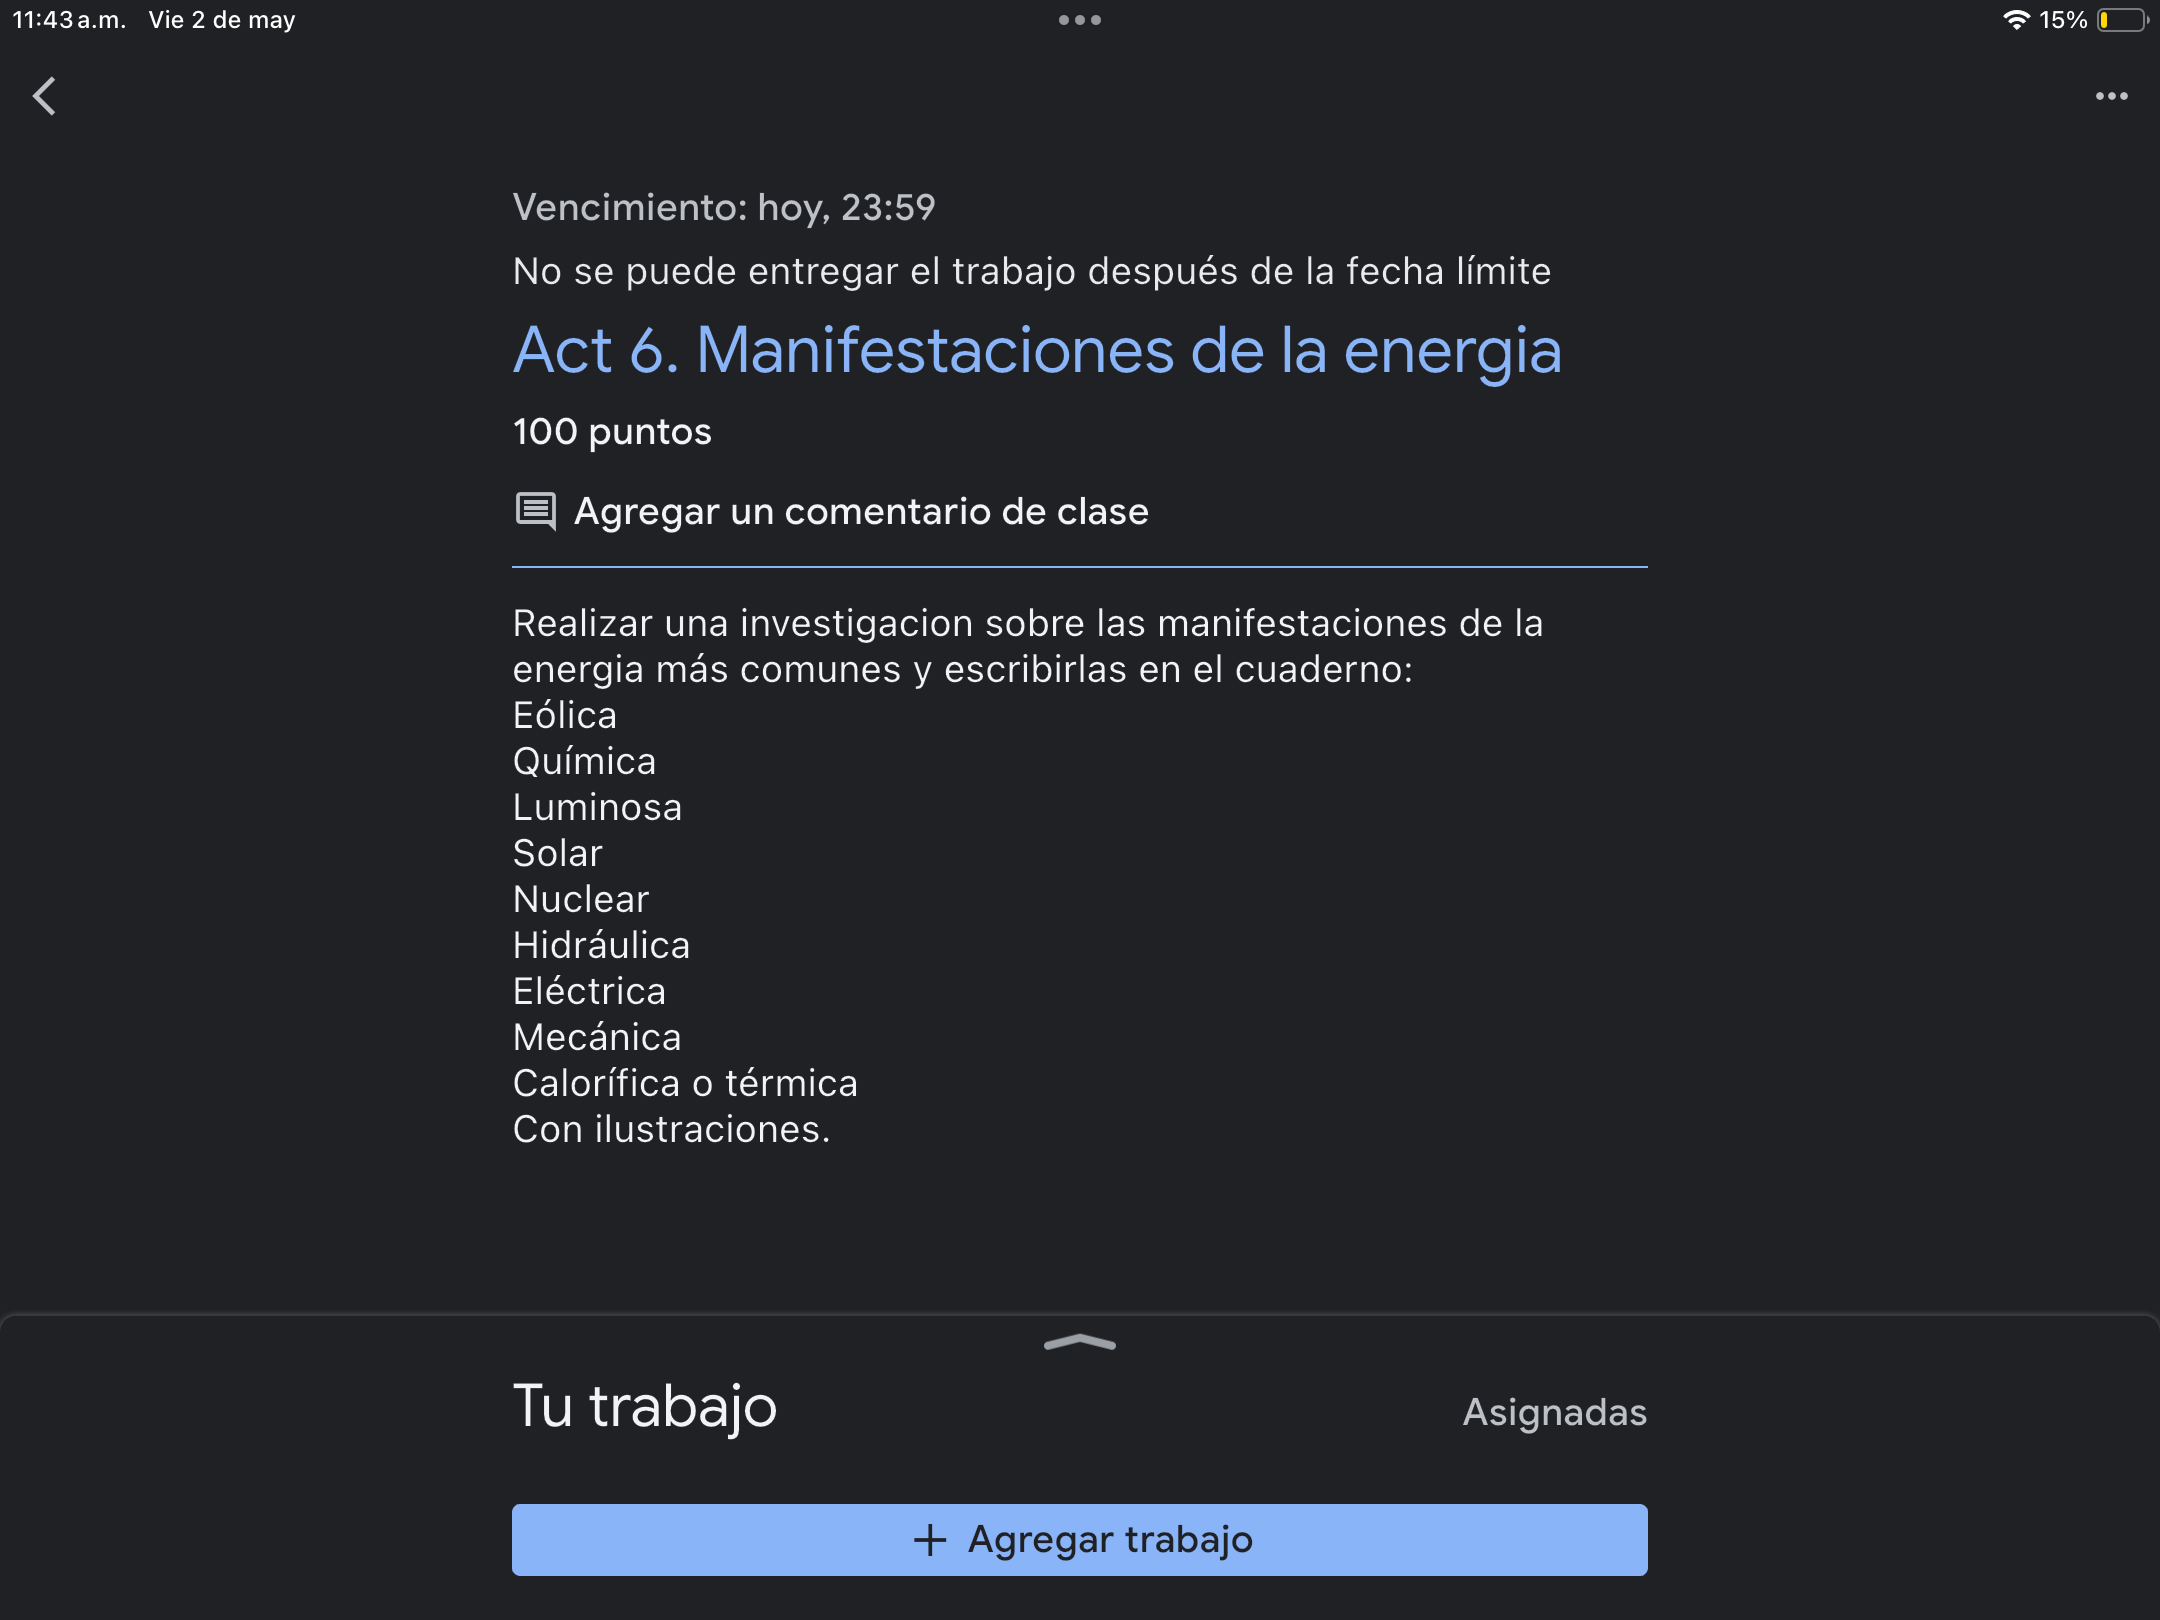 11:43 a.m. Vie 2 de may
15%
Vencimiento: hoy, 23:59
No se puede entregar el trabajo después de la fecha límite
Act 6. Manifestaciones de la energia
100 puntos
Agregar un comentario de clase
Realizar una investigacion sobre las manifestaciones de la
energia más comunes y escribirlas en el cuaderno:
Eólica
Química
Luminosa
Solar
Nuclear
Hidráulica
Eléctrica
Mecánica
Calorífica o térmica
Con ilustraciones.
Tu trabajo
Asignadas
+ Agregar trabajo